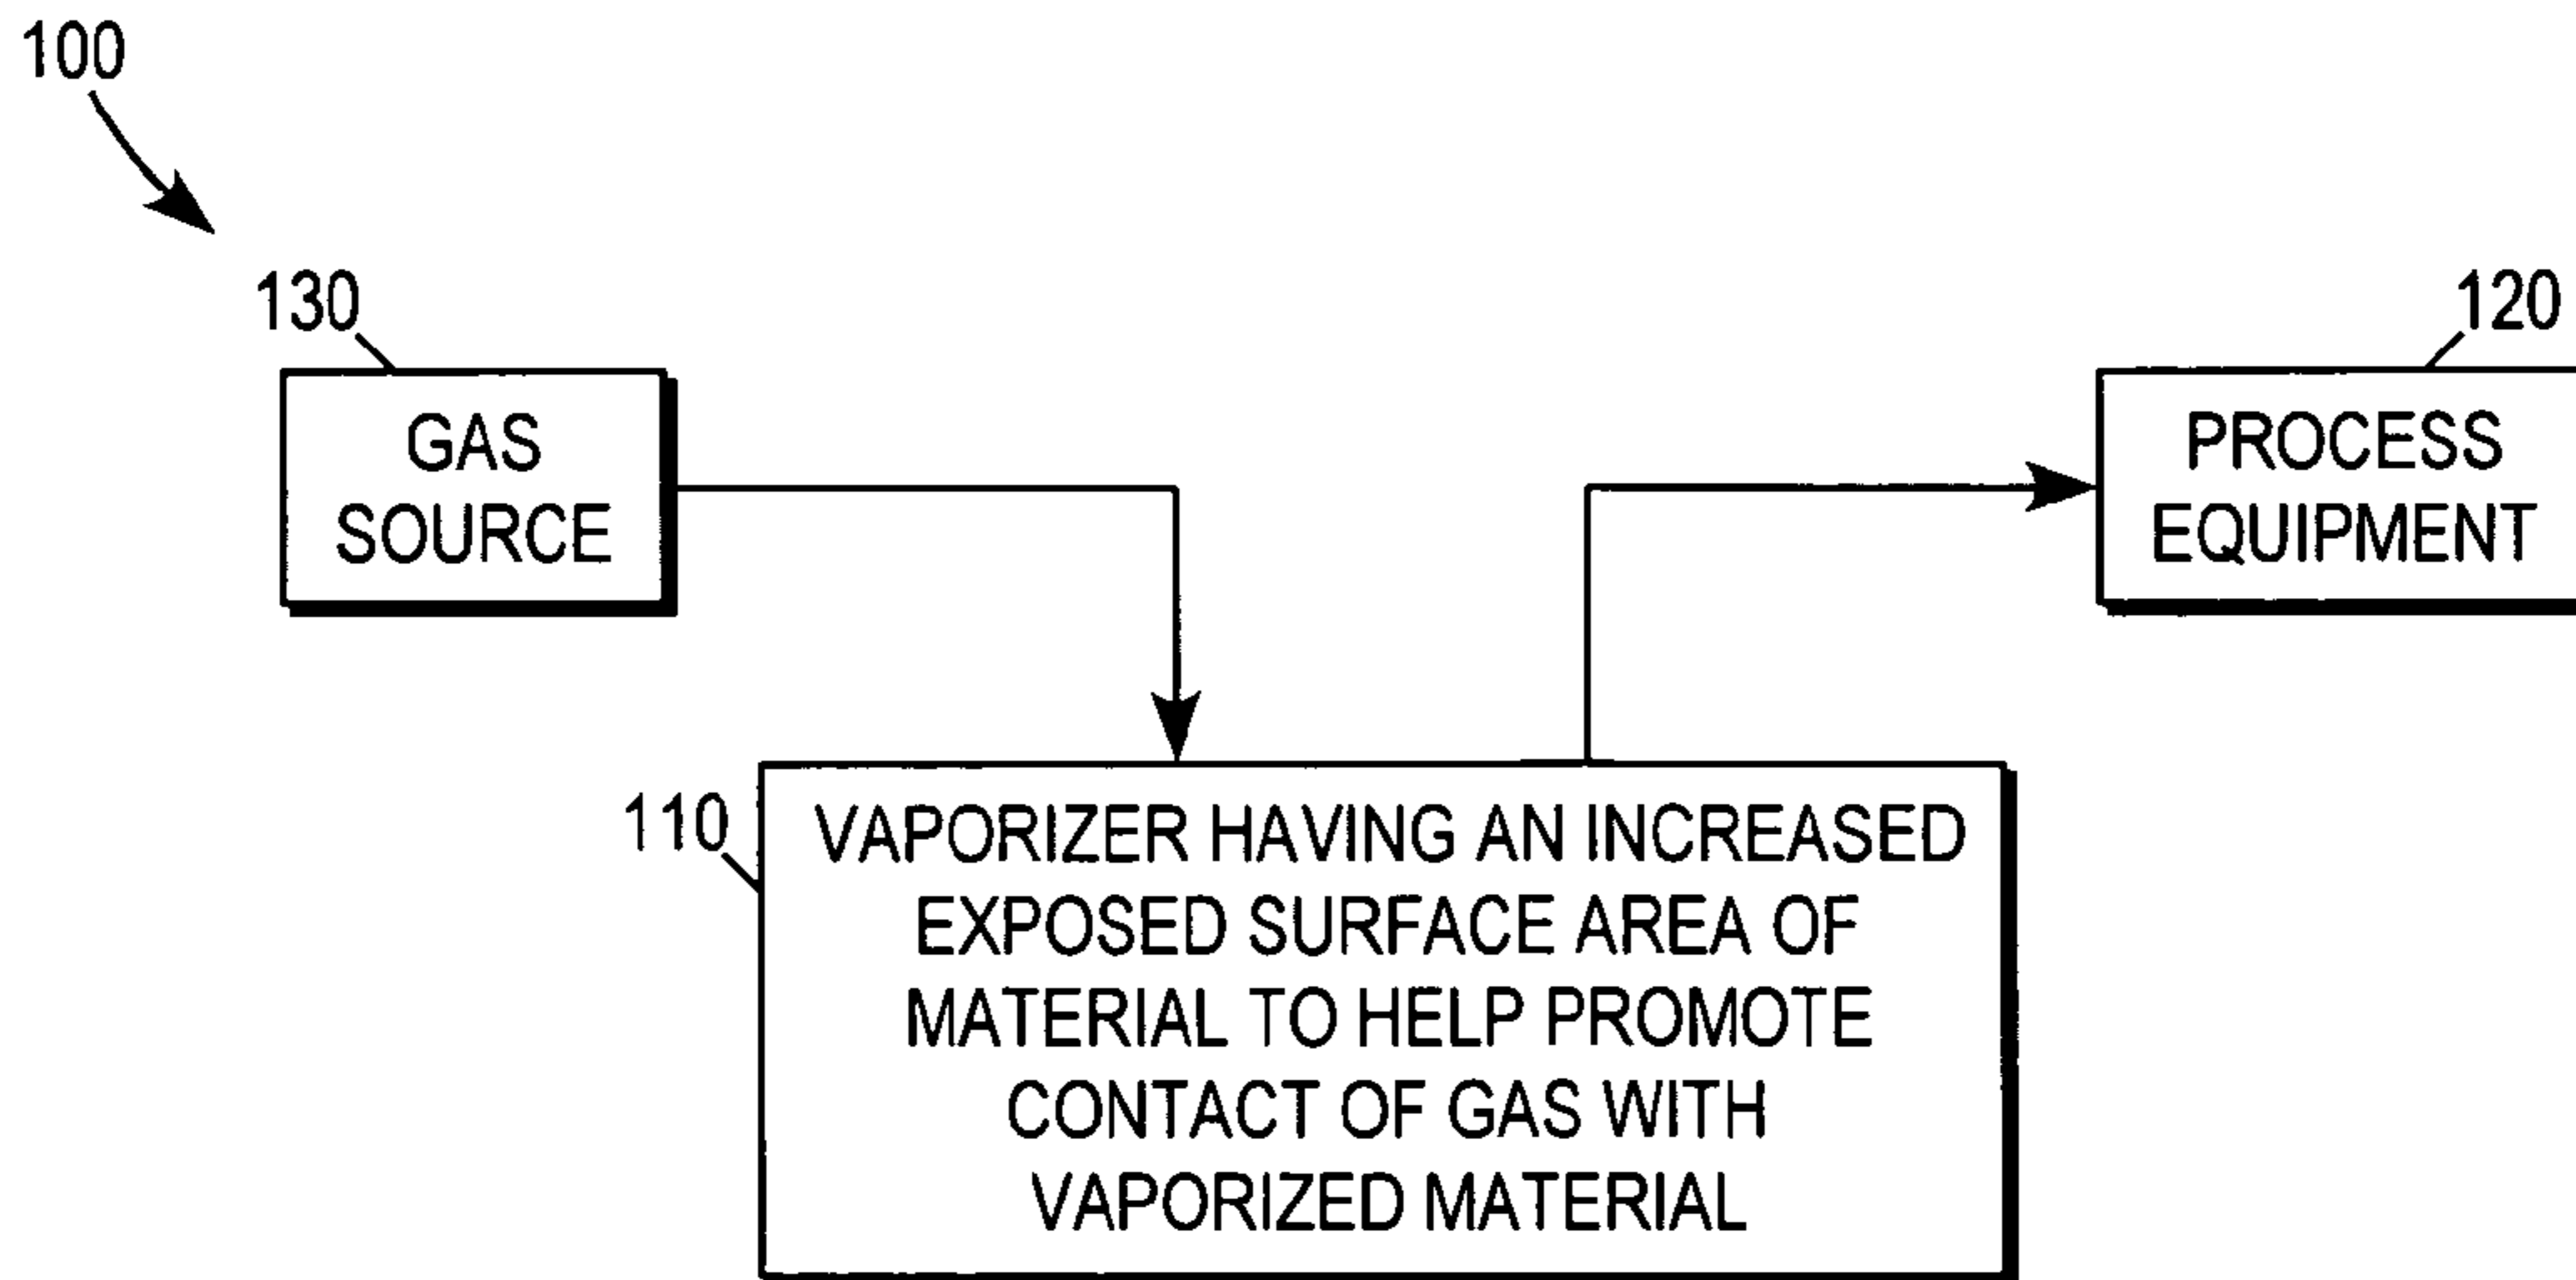 100
130
GAS
SOURCE
120
PROCESS
EQUIPMENT
110
VAPORIZER HAVING AN INCREASED
EXPOSED SURFACE AREA OF
MATERIAL TO HELP PROMOTE
CONTACT OF GAS WITH
VAPORIZED MATERIAL